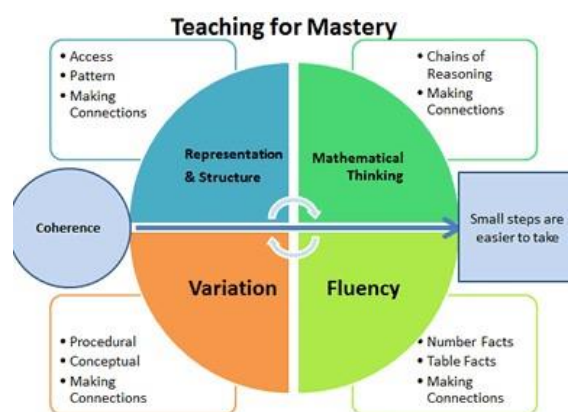 Teaching for Mastery
• Access
• Pattern
• Making
Connections
• Chains of
Reasoning
• Making
Connections
Representation
& Structure
Mathematical
Thinking
Coherence
Small steps are
easier to take
Variation
Fluency
• Procedural
• Conceptual
• Making
Connections
• Number Facts
• Table Facts
• Making
Connections